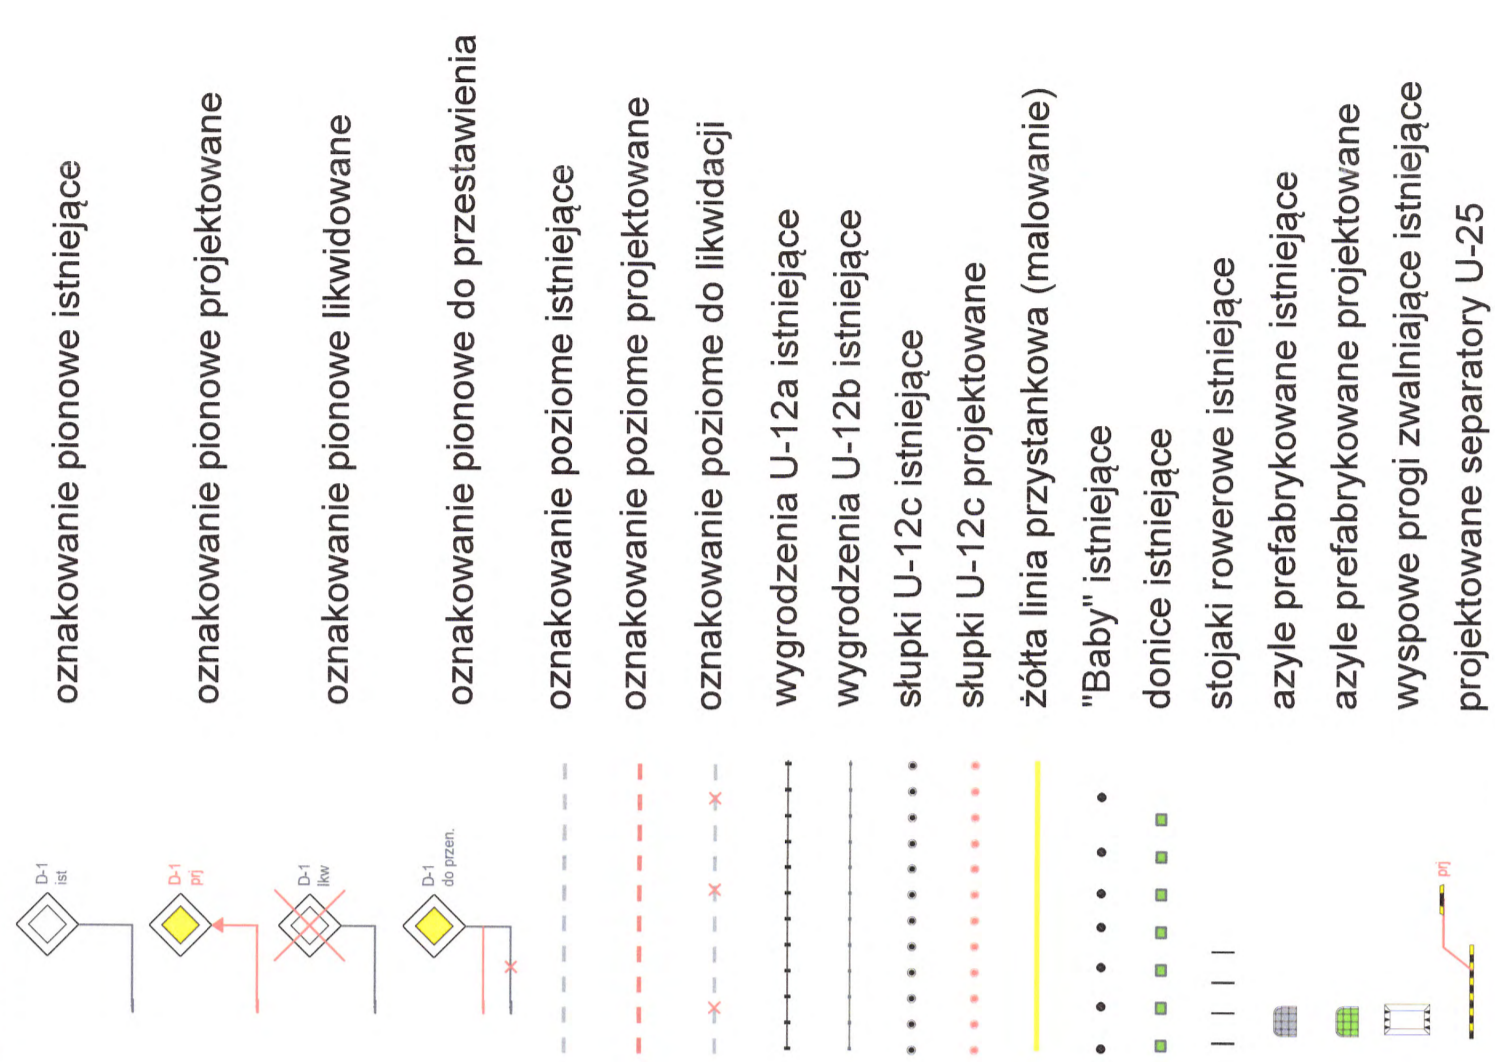 D-1
ist
oznakowanie pionowe istniejące
D-1
prj
oznakowanie pionowe projektowane
D-1
lkw
oznakowanie pionowe likwidowane
D-1
do przen.
oznakowanie pionowe do przestawienia
oznakowanie poziome istniejące
oznakowanie poziome projektowane
oznakowanie poziome do likwidacji
wygrodzenia U-12a istniejące
wygrodzenia U-12b istniejące
słupki U-12c istniejące
słupki U-12c projektowane
żółta linia przystankowa (malowanie)
"Baby" istniejące
donice istniejące
stojaki rowerowe istniejące
azyle prefabrykowane istniejące
azyle prefabrykowane projektowane
wyspowe progi zwalniające istniejące
prj
projektowane separatory U-25